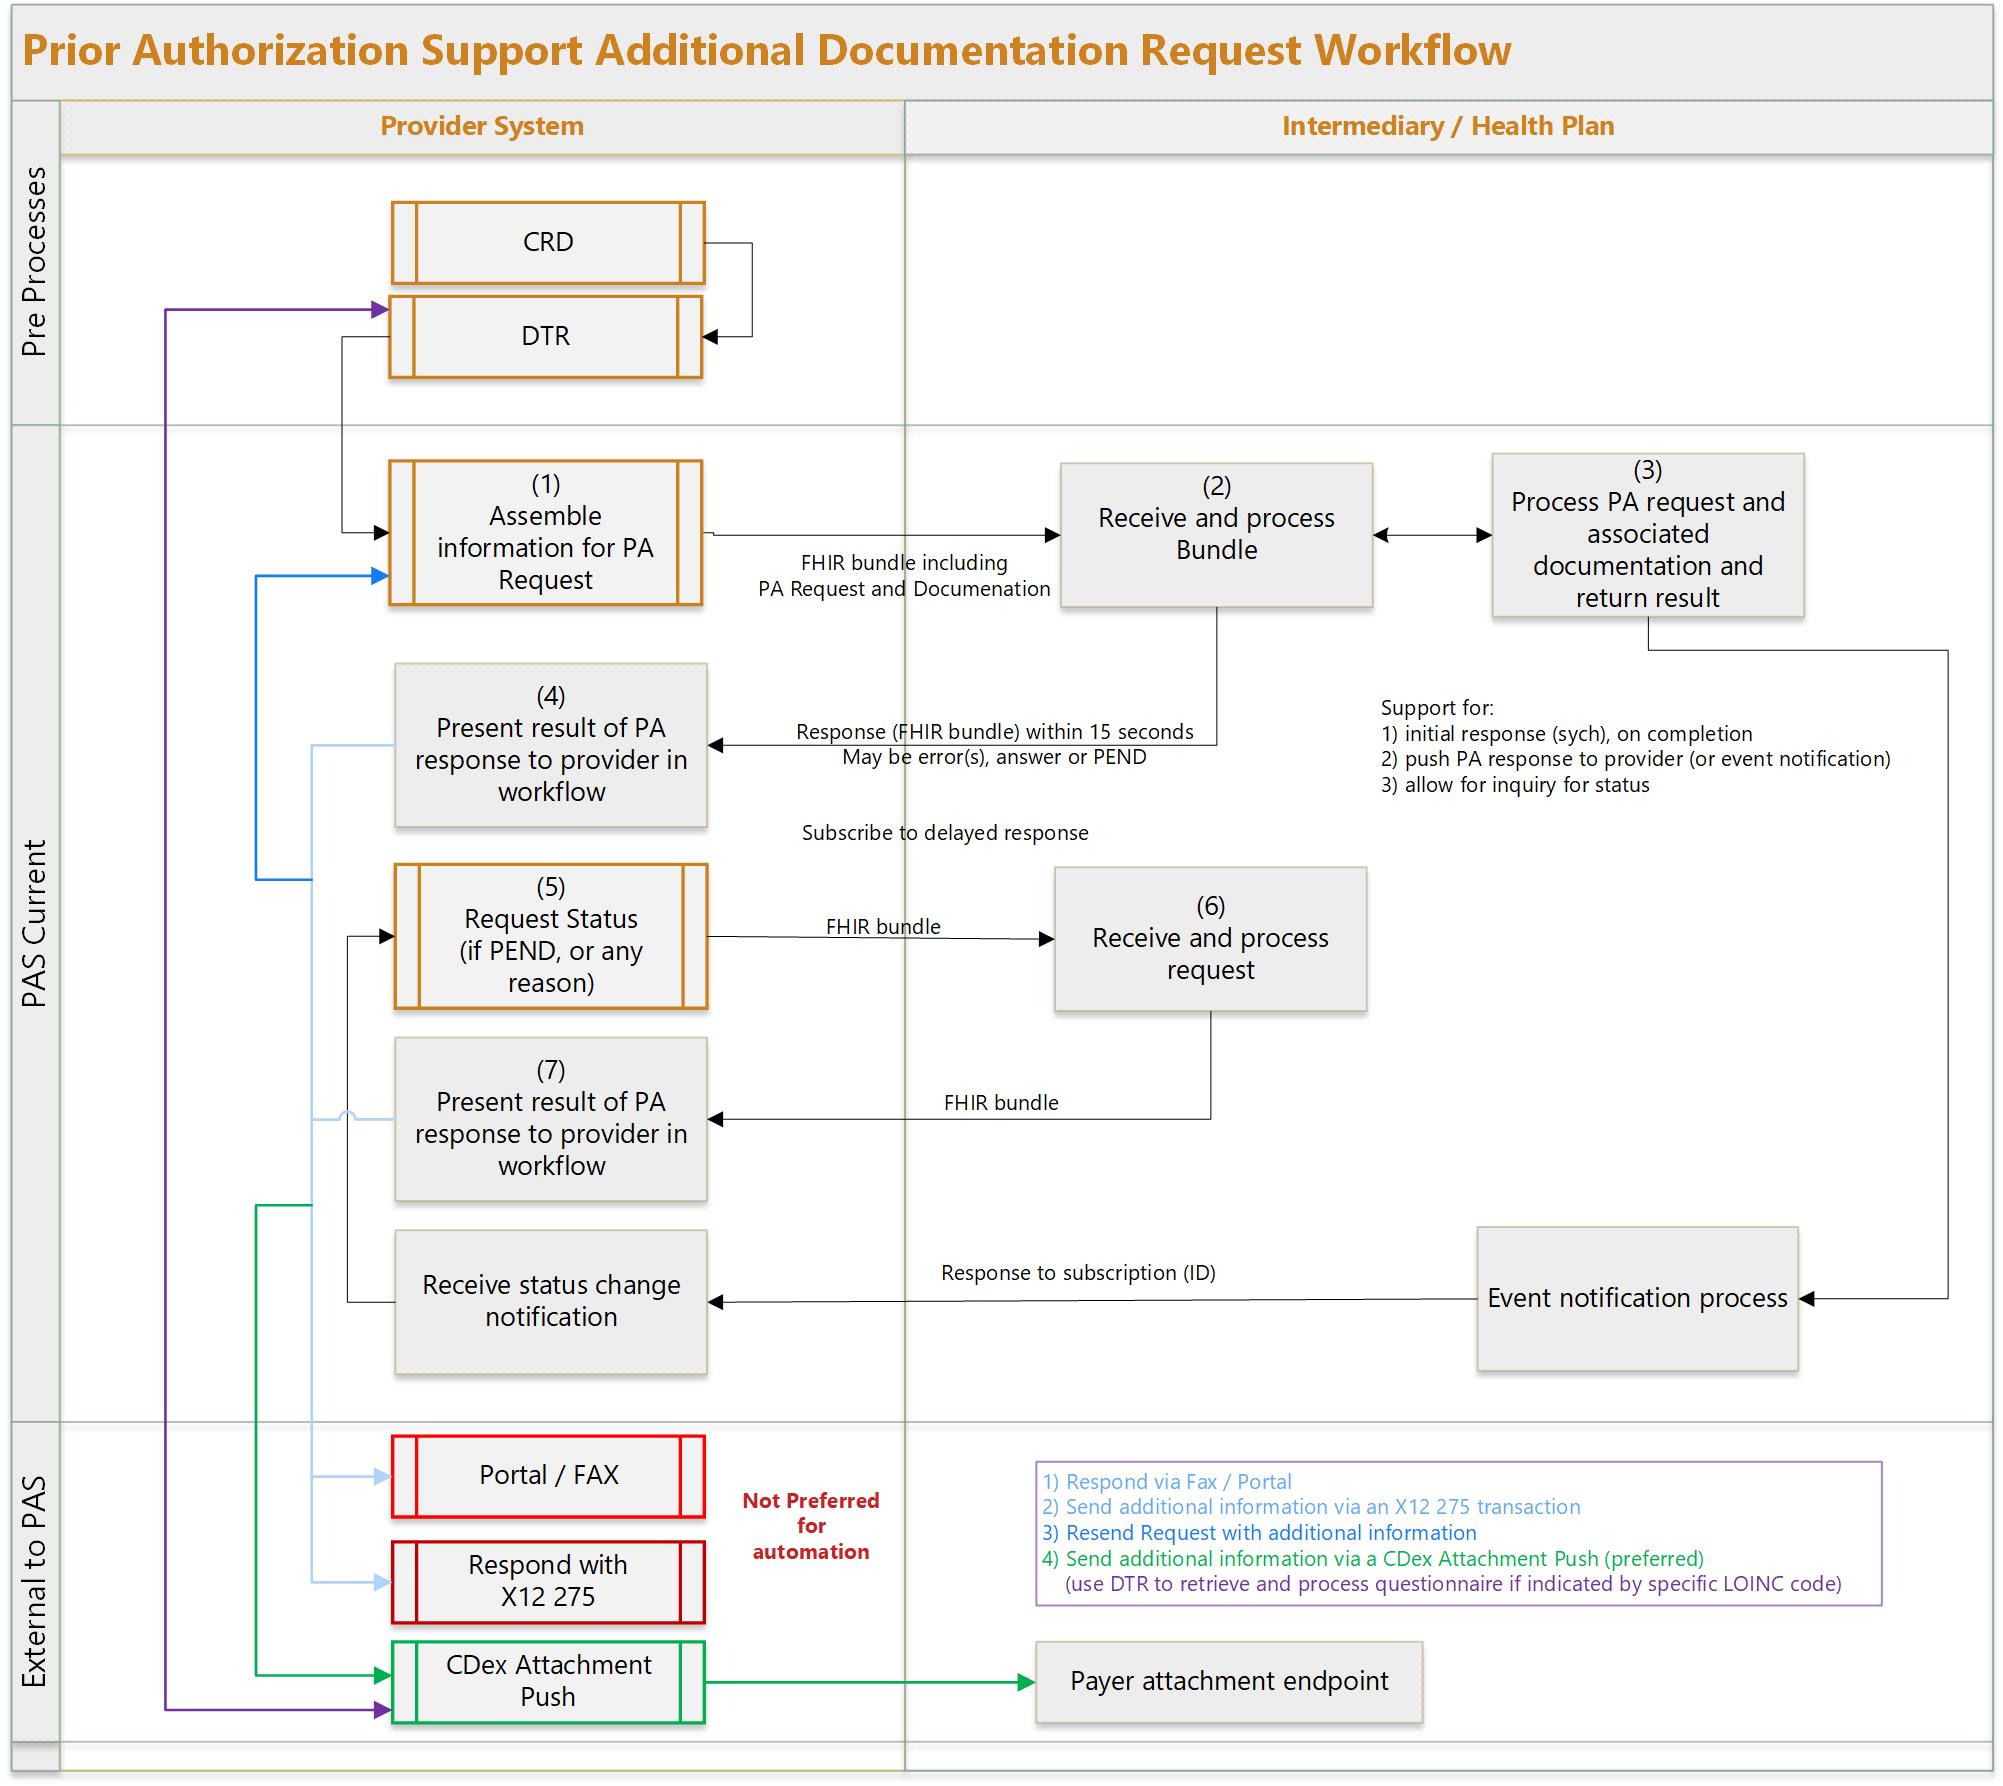 Prior Authorization Support Additional Documentation Request Workflow
Provider System
Intermediary / Health Plan
Pre Processes
CRD
DTR
PAS Current
(1)
Assemble
information for PA
Request
FHIR bundle including
PA Request and Documenation
(2)
Receive and process
Bundle
(3)
Process PA request and
associated
documentation and
return result
(4)
Present result of PA
response to provider in
workflow
Response (FHIR bundle) within 15 seconds
May be error(s), answer or PEND
Support for:
1) initial response (sych), on completion
2) push PA response to provider (or event notification)
3) allow for inquiry for status
Subscribe to delayed response
(5)
Request Status
(if PEND, or any
reason)
FHIR bundle
(6)
Receive and process
request
(7)
Present result of PA
response to provider in
workflow
FHIR bundle
Receive status change
notification
Response to subscription (ID)
Event notification process
External to PAS
Portal / FAX
Respond with
X12 275
Not Preferred
for
automation
1) Respond via Fax / Portal
2) Send additional information via an X12 275 transaction
3) Resend Request with additional information
4) Send additional information via a CDex Attachment Push (preferred)
(use DTR to retrieve and process questionnaire if indicated by specific LOINC code)
CDex Attachment
Push
Payer attachment endpoint